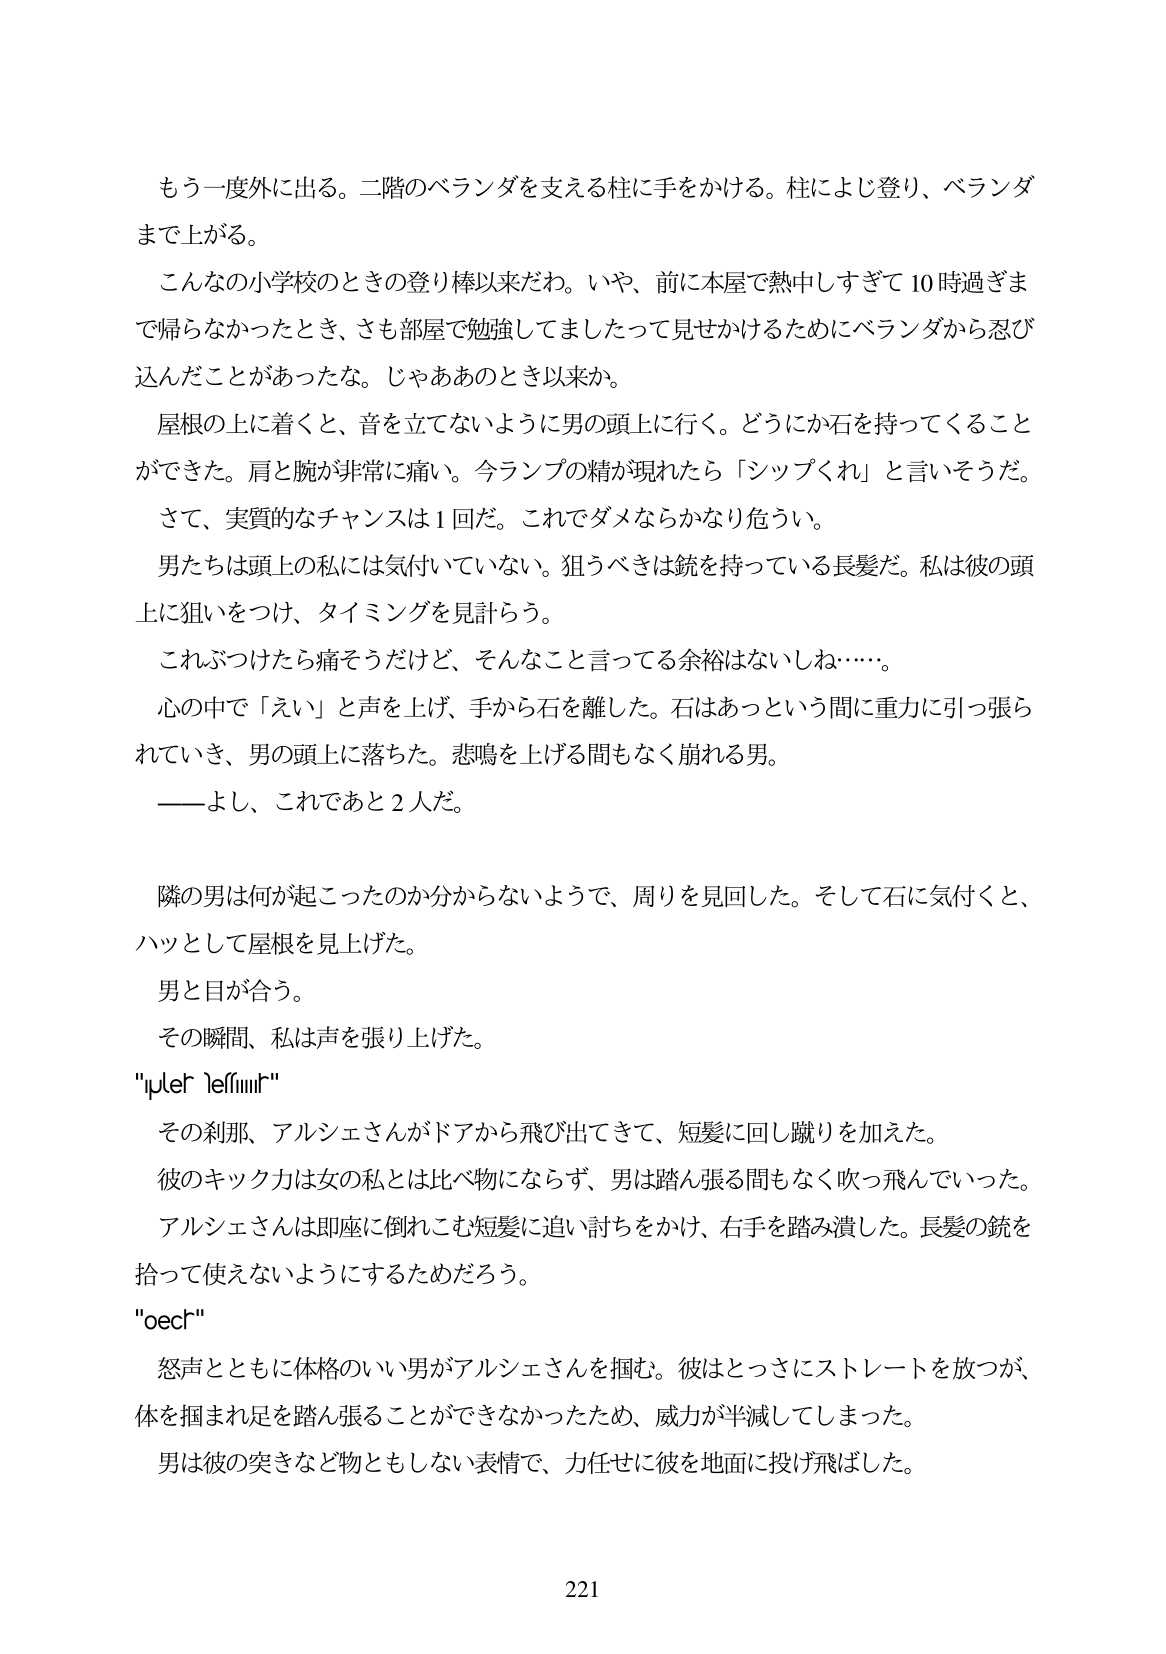 もう一度外に出る。二階のベランダを支える柱に手をかける。柱によじ登り、ベランダ
まで上がる。
こんなの小学校のときの登り棒以来だわ。いや、前に本屋で熱中しすぎて 10 時過ぎま
で帰らなかったとき、さも部屋で勉強してましたって見せかけるためにベランダから忍び
込んだことがあったな。じゃああのとき以来か。
屋根の上に着くと、音を立てないように男の頭上に行く。どうにか石を持ってくること
ができた。肩と腕が非常に痛い。今ランプの精が現れたら「シップくれ」と言いそうだ。
さて、実質的なチャンスは 1 回だ。これでダメならかなり危うい。
男たちは頭上の私には気付いていない。狙うべきは銃を持っている長髪だ。私は彼の頭
上に狙いをつけ、タイミングを見計らう。
これぶつけたら痛そうだけど、そんなこと言ってる余裕はないしね……。
心の中で「えい」と声を上げ、手から石を離した。石はあっという間に重力に引っ張ら
れていき、男の頭上に落ちた。悲鳴を上げる間もなく崩れる男。
――よし、これであと 2 人だ。
隣の男は何が起こったのか分からないようで、周りを見回した。そして石に気付くと、
ハッとして屋根を見上げた。
男と目が合う。
その瞬間、私は声を張り上げた。
その刹那、アルシェさんがドアから飛び出てきて、短髪に回し蹴りを加えた。
彼のキック力は女の私とは比べ物にならず、男は踏ん張る間もなく吹っ飛んでいった。
アルシェさんは即座に倒れこむ短髪に追い討ちをかけ、右手を踏み潰した。長髪の銃を
拾って使えないようにするためだろう。
怒声とともに体格のいい男がアルシェさんを掴む。彼はとっさにストレートを放つが、
体を掴まれ足を踏ん張ることができなかったため、威力が半減してしまった。
男は彼の突きなど物ともしない表情で、力任せに彼を地面に投げ飛ばした。
221